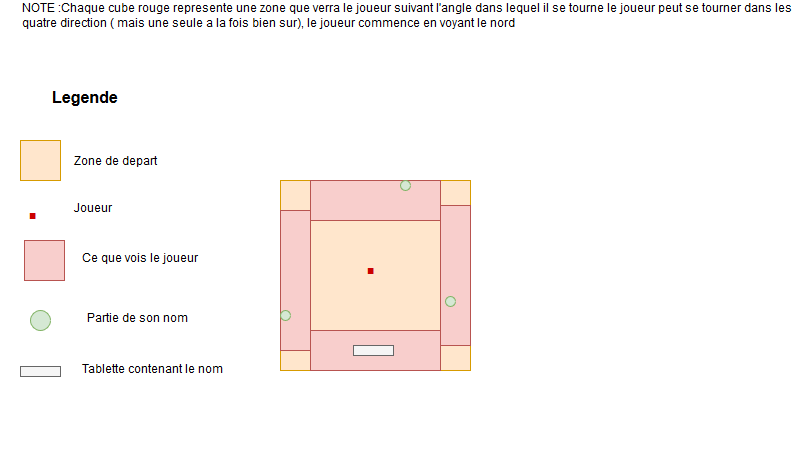 NOTE :Chaque cube rouge represente une zone que verra le joueur suivant l'angle dans lequel il se tourne le joueur peut se tourner dans les
quatre direction ( mais une seule a la fois bien sur), le joueur commence en voyant le nord
Legende
Zone de depart
Joueur
Ce que vois le joueur
Partie de son nom
Tablette contenant le nom